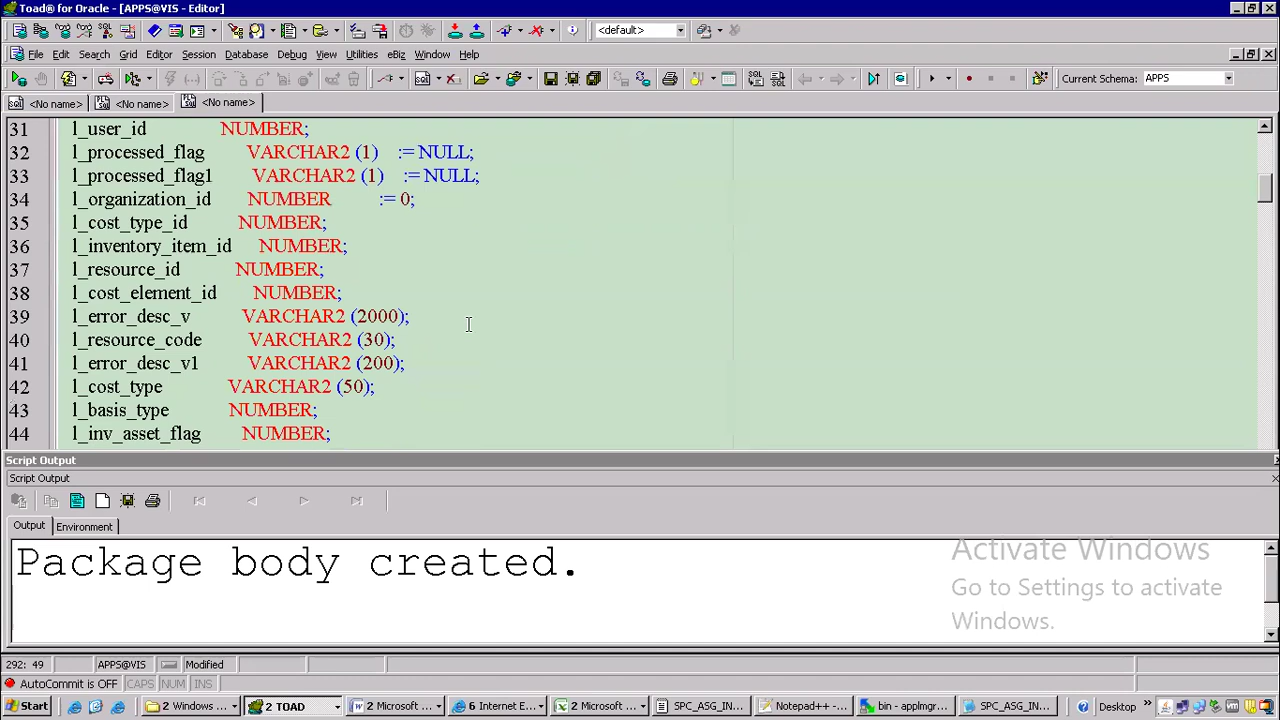 Toad® for Oracle - [APPS@VIS - Editor]
<default>
File Edit Search Grid Editor Session Database Debug View Utilities eBiz Window Help
Current Schema: APPS
<No name> <No name> <No name>
31 l_user_id NUMBER;
32 l_processed_flag VARCHAR2 (1) := NULL;
33 l_processed_flag1 VARCHAR2 (1) := NULL;
34 l_organization_id NUMBER := 0;
35 l_cost_type_id NUMBER;
36 l_inventory_item_id NUMBER;
37 l_resource_id NUMBER;
38 l_cost_element_id NUMBER;
39 l_error_desc_v VARCHAR2 (2000);
40 l_resource_code VARCHAR2 (30);
41 l_error_desc_v1 VARCHAR2 (200);
42 l_cost_type VARCHAR2 (50);
43 l_basis_type NUMBER;
44 l_inv_asset_flag NUMBER;
Script Output
Script Output
Output Environment
Package body created.
Activate Windows
Go to Settings to activate
Windows.
292: 49 APPS@VIS Modified
AutoCommit is OFF CAPS NUM INS
Start 2 Windows ... 2 TOAD 2 Microsoft ... 6 Internet E... 2 Microsoft ... SPC_ASG_IN... Notepad++ -... bin - applmgr... SPC_ASG_IN... Desktop »